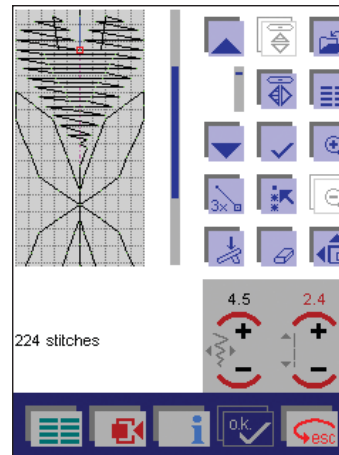 3x
4.5 2.4
+ +
- -
224 stitches
i o.k. esc